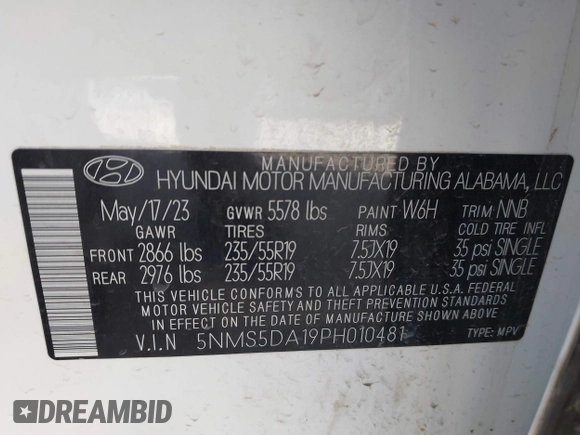 MANUFACTURED BY
HYUNDAI MOTOR MANUFACTURING ALABAMA, LLC
May/17/23 GVWR 5578 lbs PAINT W6H TRIM NNB
GAWR TIRES RIMS COLD TIRE INFL
FRONT 2866 lbs 235/55R19 7.5JX19 35 psi SINGLE
REAR 2976 lbs 235/55R19 7.5JX19 35 psi SINGLE
THIS VEHICLE CONFORMS TO ALL APPLICABLE U.S.A. FEDERAL
MOTOR VEHICLE SAFETY AND THEFT PREVENTION STANDARDS
IN EFFECT ON THE DATE OF MANUFACTURE SHOWN ABOVE
V.I.N 5NMS5DA19PH010481 TYPE: MPV
DREAMBID